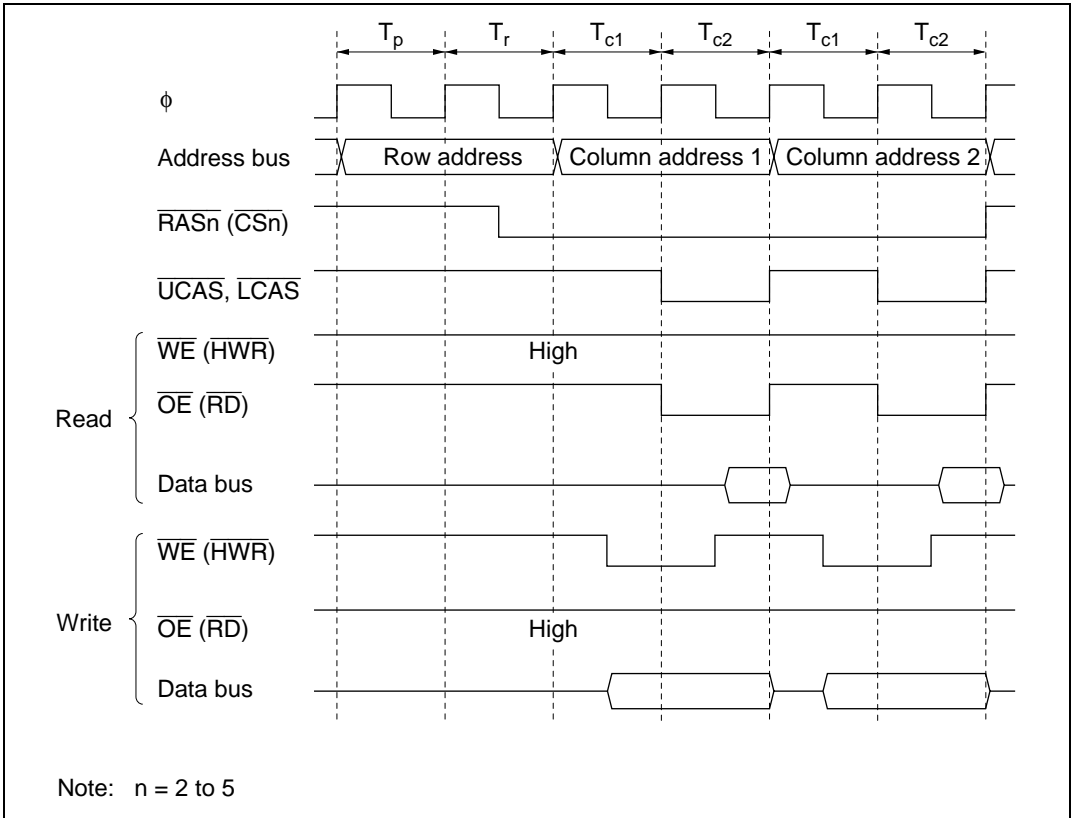 Tp Tr Tc1 Tc2 Tc1 Tc2
φ
Address bus Row address Column address 1 Column address 2
RASn (CSn)
UCAS, LCAS
Read
WE (HWR) High
OE (RD)
Data bus
Write
WE (HWR)
OE (RD) High
Data bus
Note: n = 2 to 5